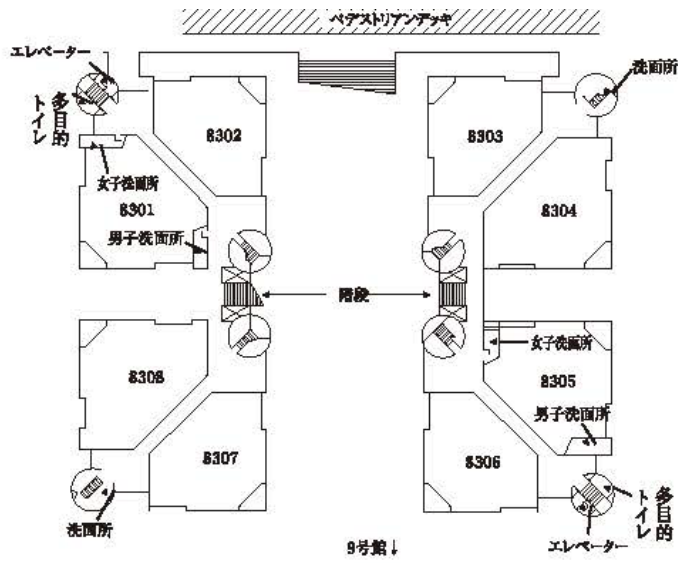 ペデストリアンデッキ
エレベーター
多目的
トイレ
洗面所
8302
8303
女子洗面所
8301
男子洗面所
8304
階段
女子洗面所
8308
8305
男子洗面所
8307
8306
洗面所
多目的
トイレ
エレベーター
9号館↓